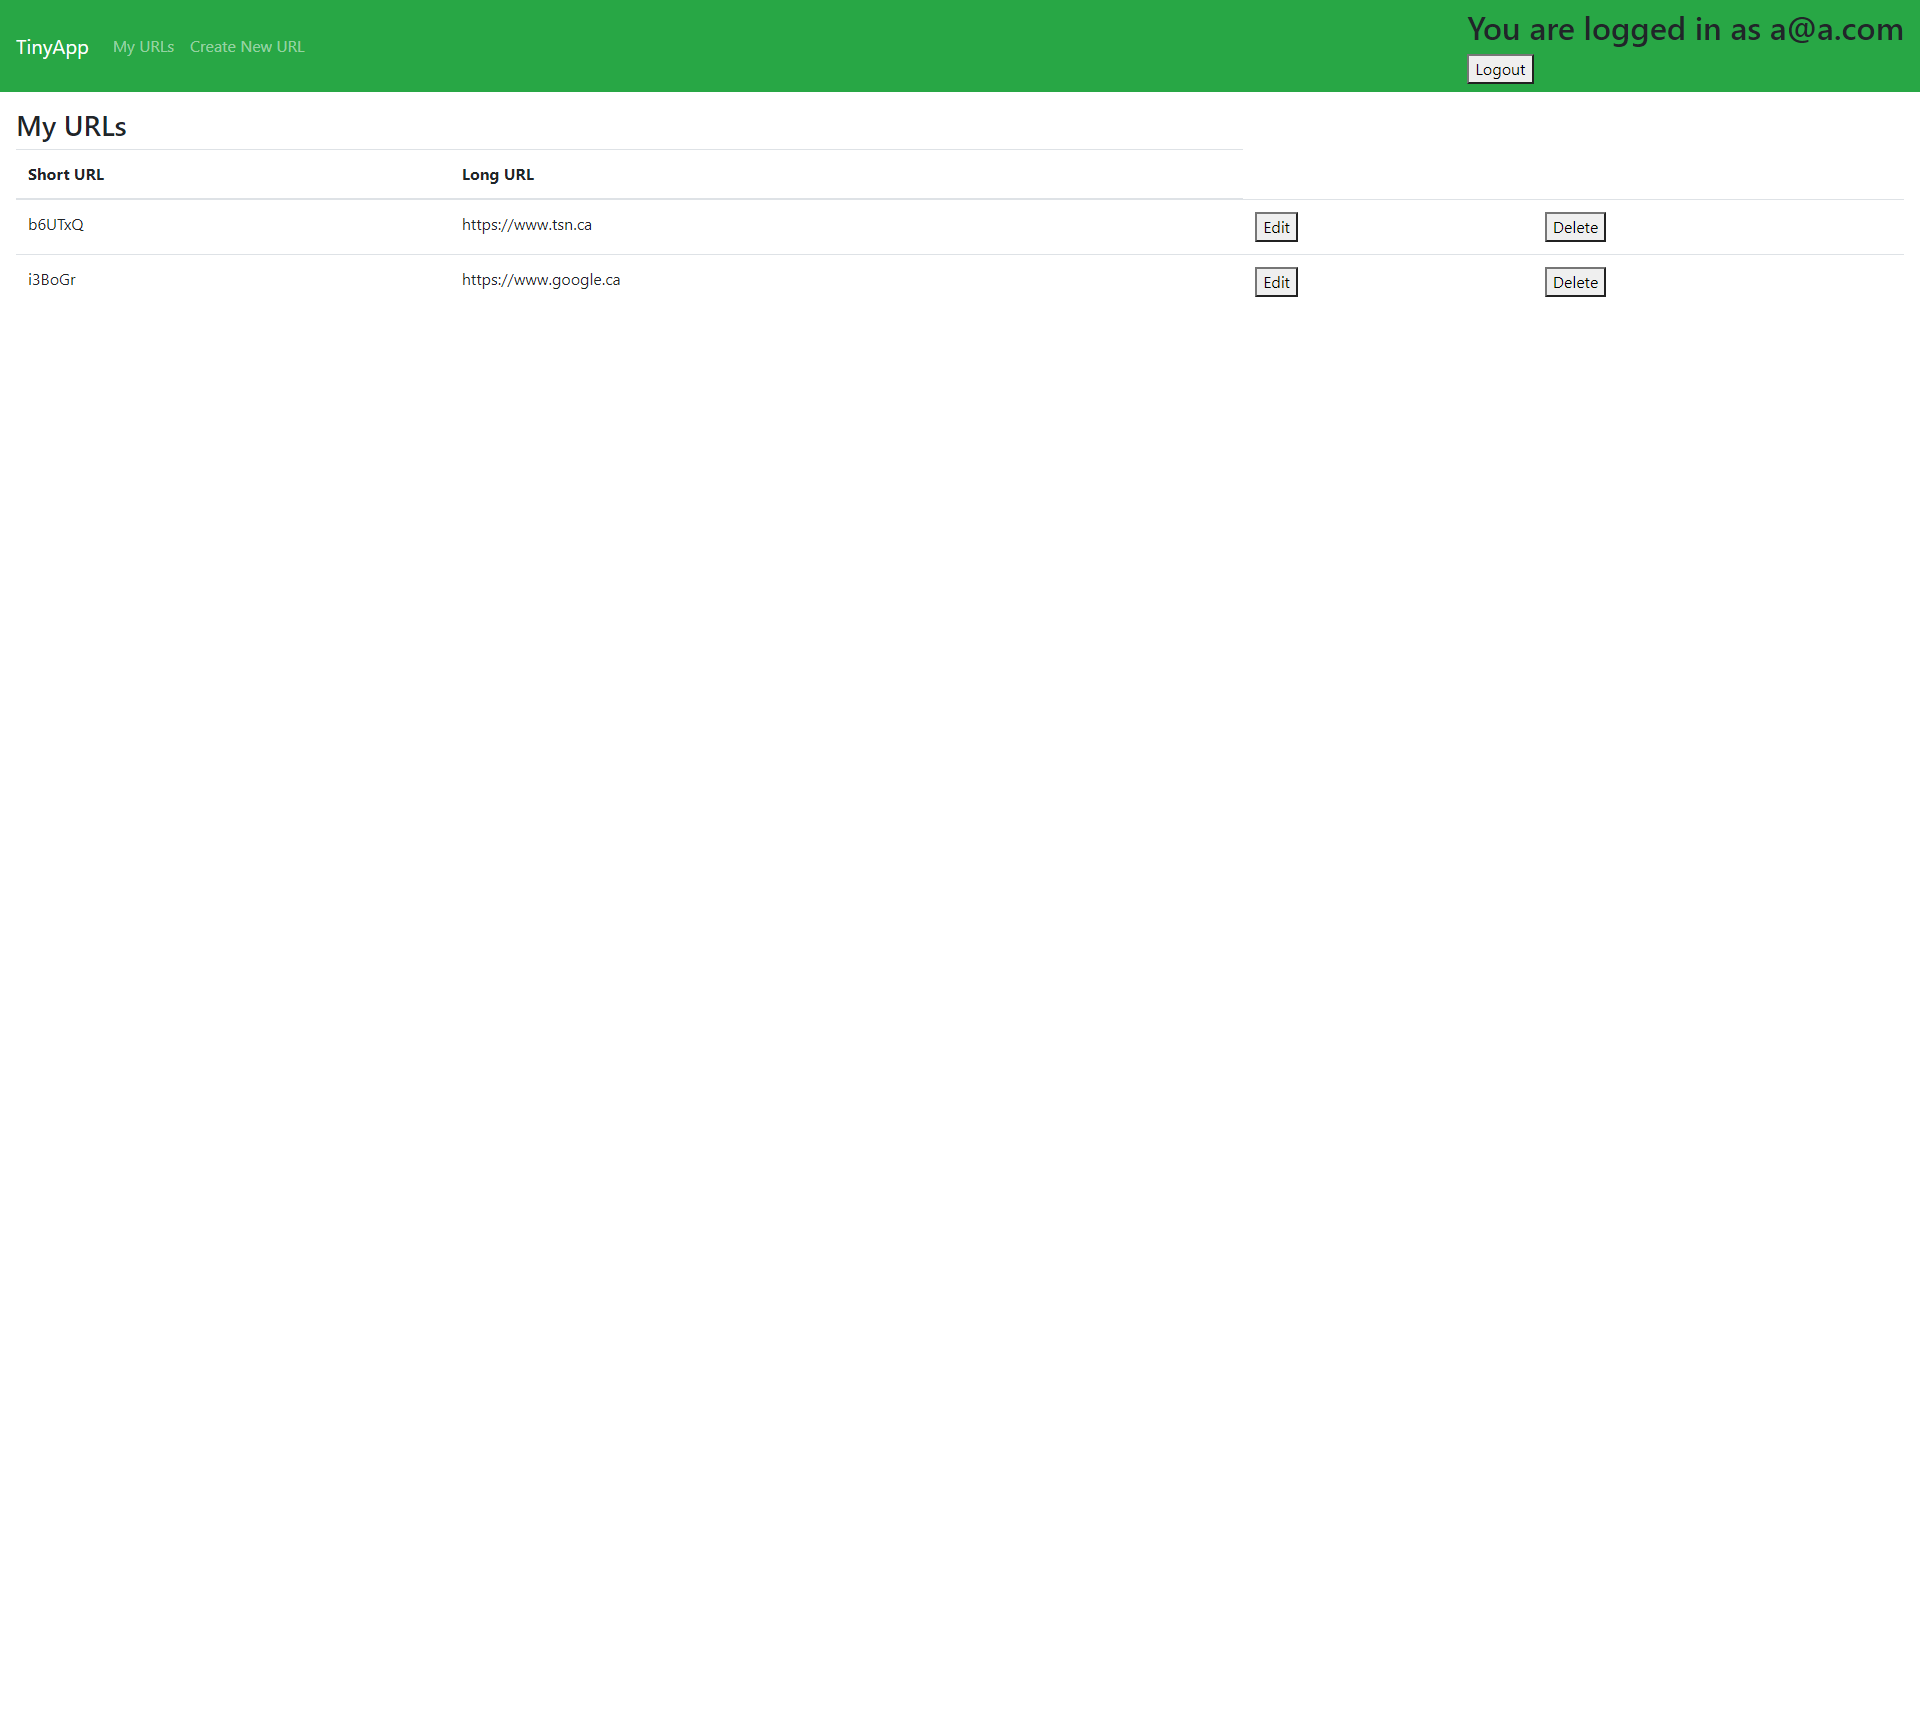 TinyApp My URLs Create New URL
You are logged in as a@a.com
Logout
My URLs
Short URL Long URL
b6UTxQ https://www.tsn.ca Edit Delete
i3BoGr https://www.google.ca Edit Delete